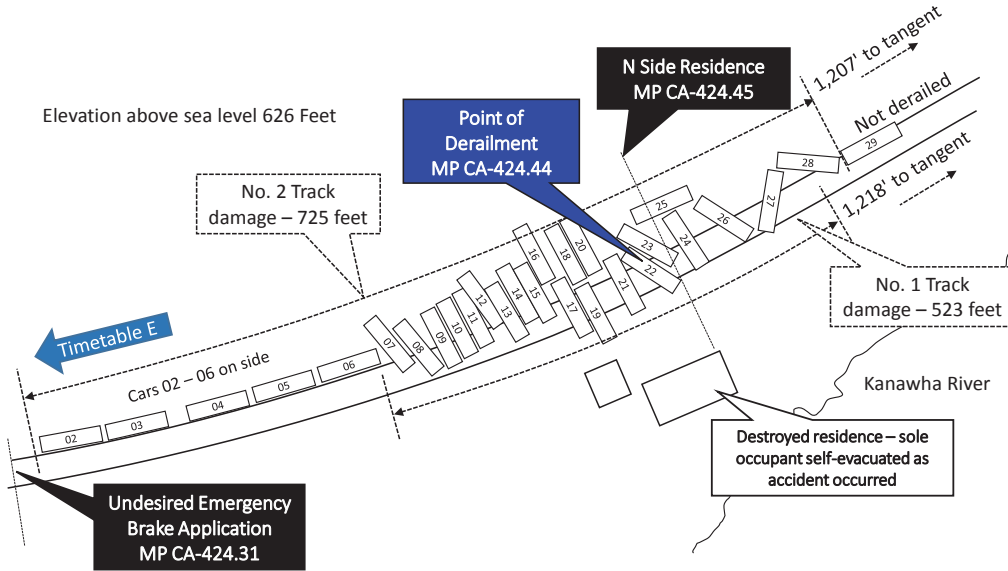 Elevation above sea level 626 Feet
N Side Residence
MP CA-424.45
1,207' to tangent
Point of
Derailment
MP CA-424.44
Not derailed
29
28
27
1,218' to tangent
No. 2 Track
damage – 725 feet
25
26
24
23
22
21
20
18
16
19
17
15
14
13
12
11
10
09
08
07
No. 1 Track
damage – 523 feet
Timetable E
Cars 02 – 06 on side
06
05
04
03
02
Kanawha River
Destroyed residence – sole
occupant self-evacuated as
accident occurred
Undesired Emergency
Brake Application
MP CA-424.31